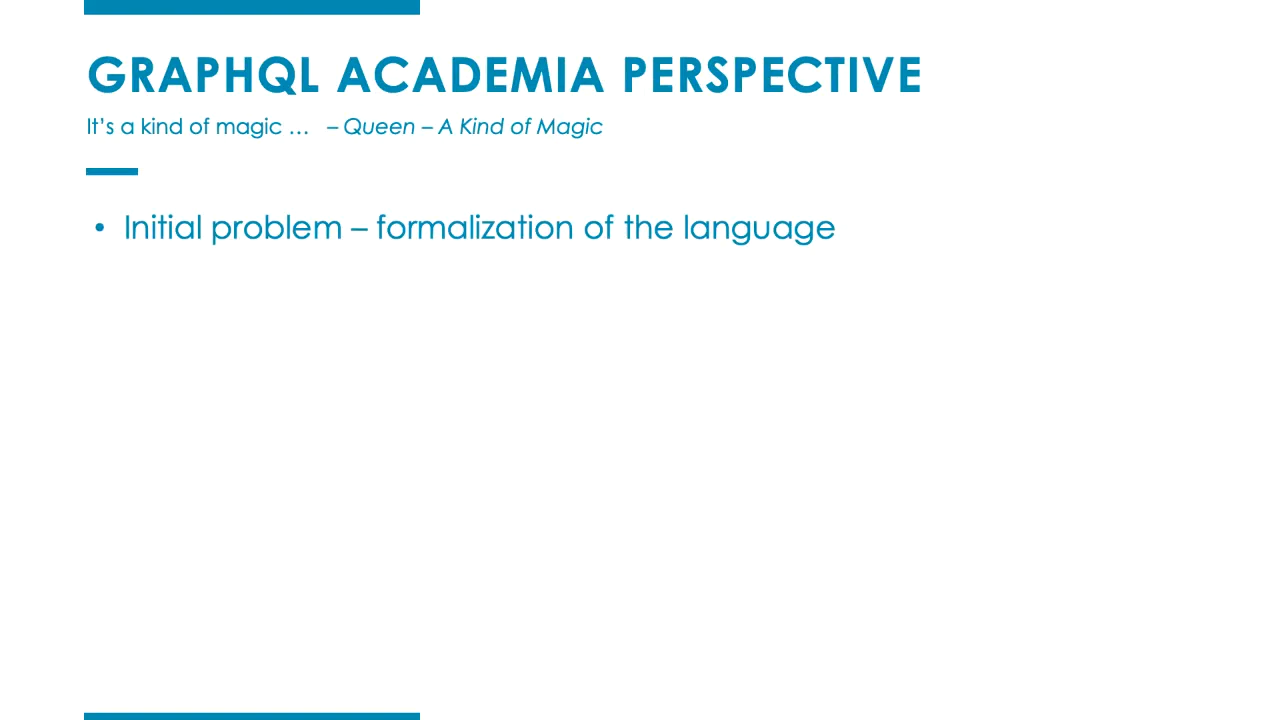 GRAPHQL ACADEMIA PERSPECTIVE
It's a kind of magic … – Queen – A Kind of Magic
• Initial problem – formalization of the language